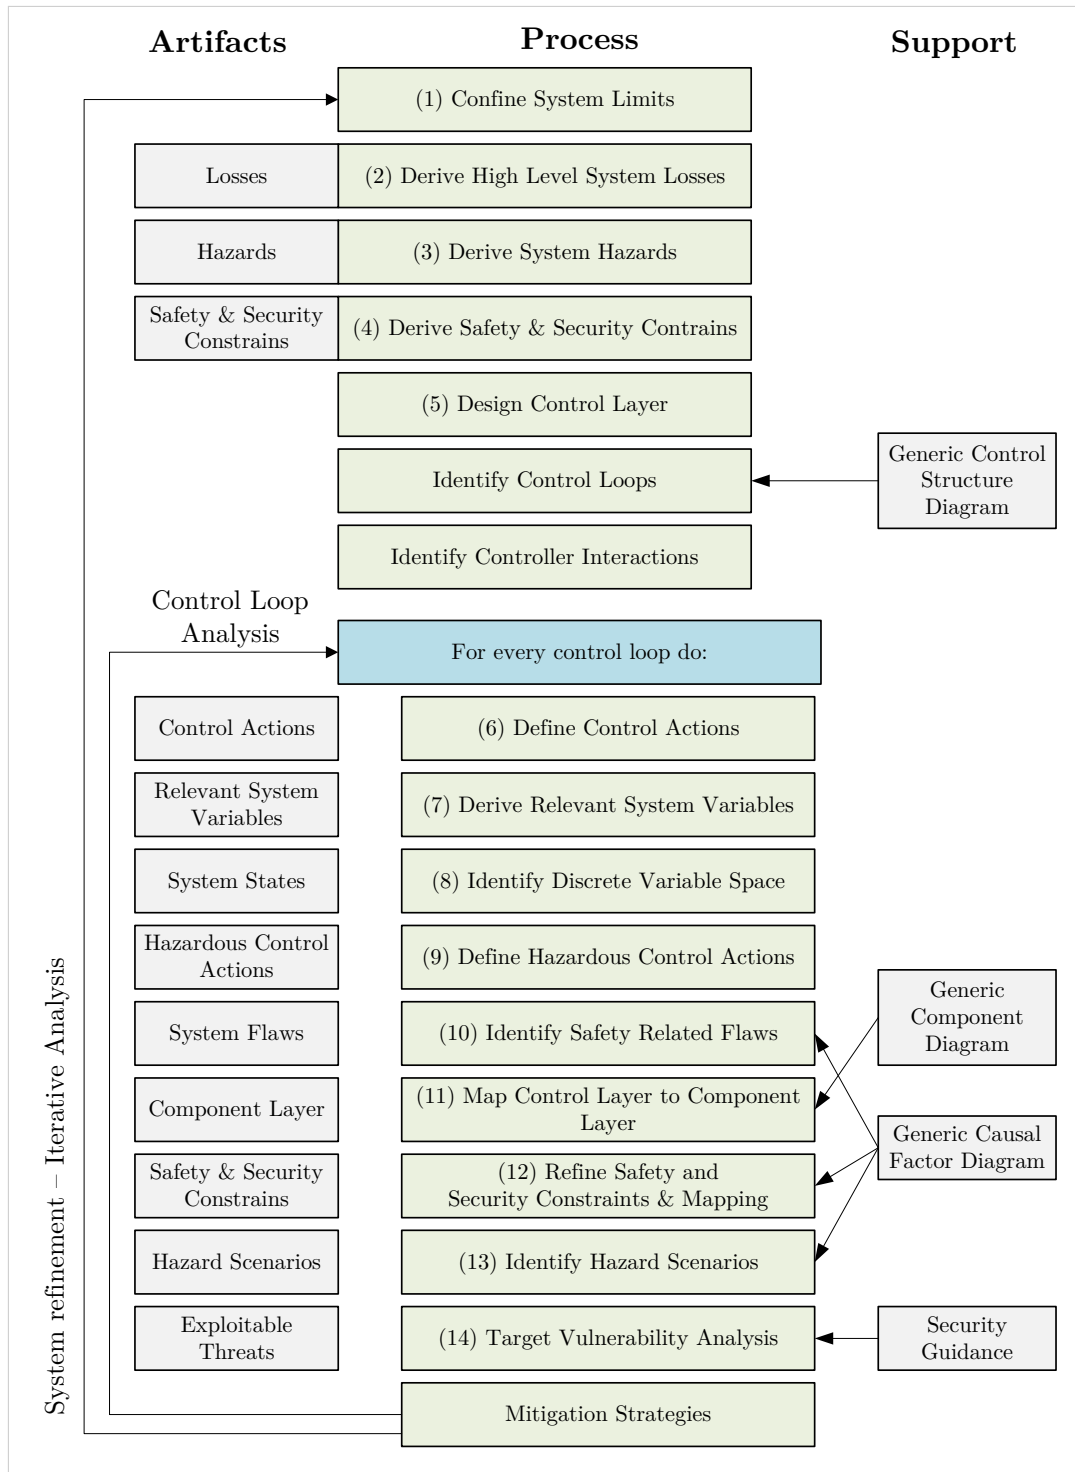 Artifacts
Process
Support
(1) Confine System Limits
Losses
(2) Derive High Level System Losses
Hazards
(3) Derive System Hazards
Safety & Security
Constrains
(4) Derive Safety & Security Contrains
(5) Design Control Layer
Identify Control Loops
Generic Control
Structure
Diagram
Identify Controller Interactions
Control Loop
Analysis
For every control loop do:
Control Actions
(6) Define Control Actions
Relevant System
Variables
(7) Derive Relevant System Variables
System States
(8) Identify Discrete Variable Space
Hazardous Control
Actions
(9) Define Hazardous Control Actions
System Flaws
(10) Identify Safety Related Flaws
Generic
Component
Diagram
Component Layer
(11) Map Control Layer to Component
Layer
Generic Causal
Factor Diagram
Safety & Security
Constrains
(12) Refine Safety and
Security Constraints & Mapping
Hazard Scenarios
(13) Identify Hazard Scenarios
Exploitable
Threats
(14) Target Vulnerability Analysis
Security
Guidance
Mitigation Strategies
System refinement – Iterative Analysis